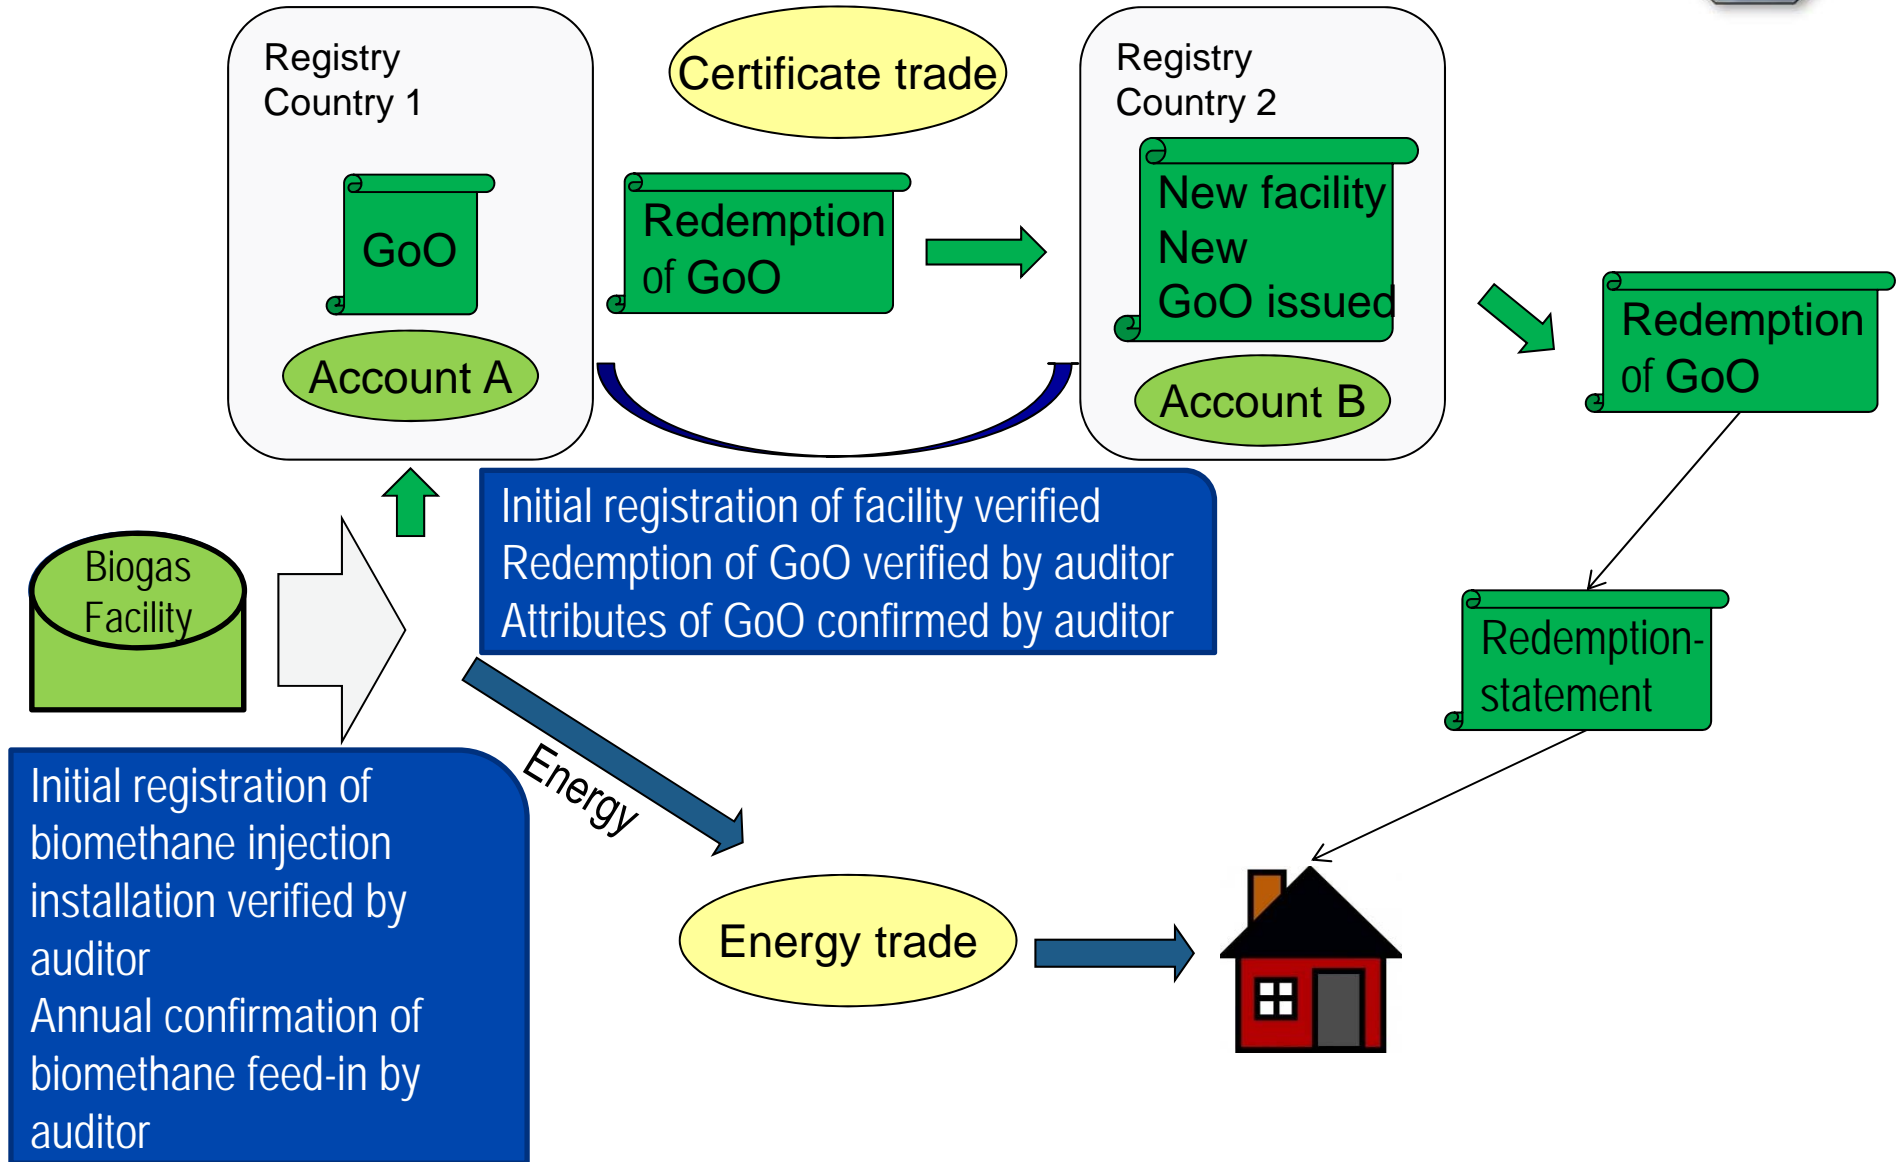 Registry
Country 1
GoO
Account A
Certificate trade
Redemption
of GoO
Registry
Country 2
New facility
New
GoO issued
Account B
Redemption
of GoO
Initial registration of facility verified
Redemption of GoO verified by auditor
Attributes of GoO confirmed by auditor
Biogas
Facility
Redemption-
statement
Energy
Initial registration of
biomethane injection
installation verified by
auditor
Annual confirmation of
biomethane feed-in by
auditor
Energy trade